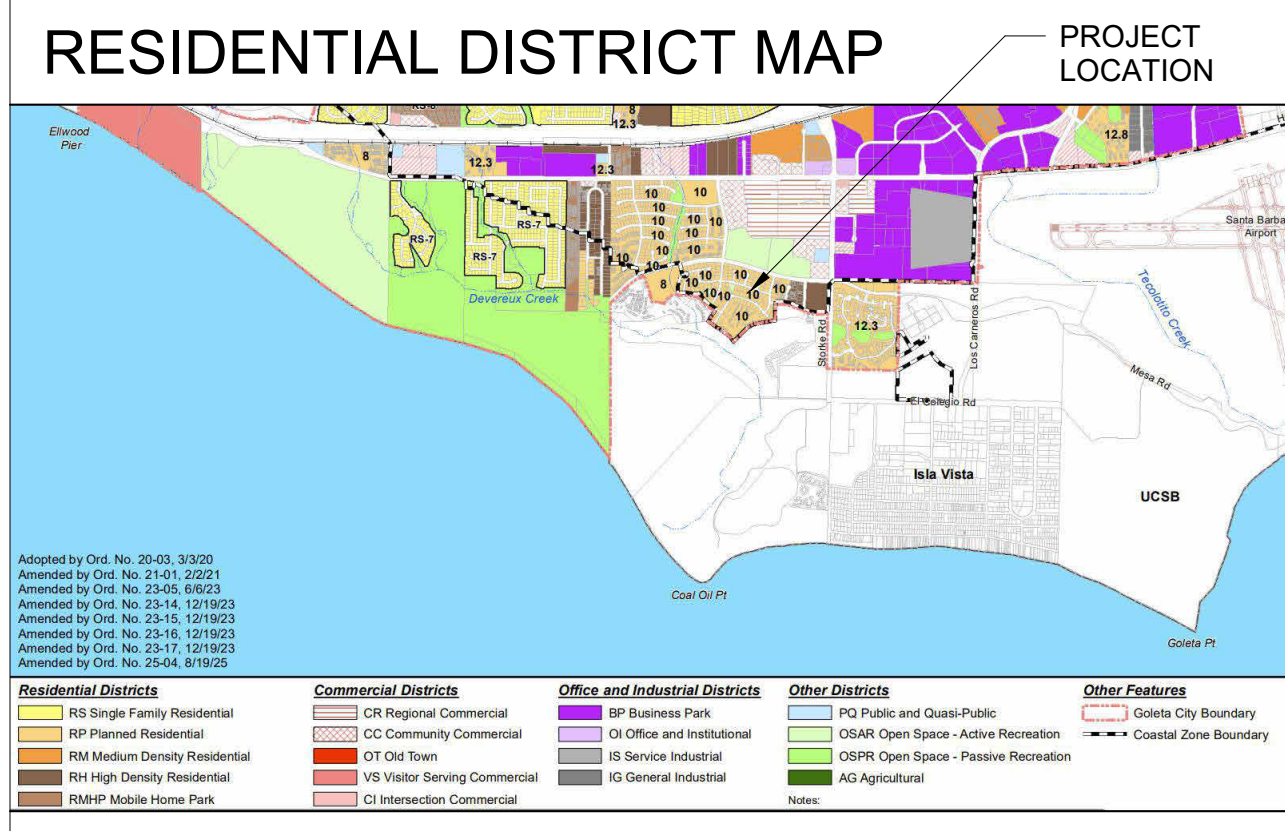 RESIDENTIAL DISTRICT MAP
PROJECT
LOCATION
RS-8
8
12.3
12.8
Ellwood
Pier
8
12.3
12.3
10
10
10
10
10
10
10
10
10
10
Santa Barba
Airport
RS-7
RS-7
RS-7
10
10
10
10
8
10
10
10
10
10
10
Devereux Creek
12.3
Storke Rd
Los Carneros Rd
Tecolotito Creek
Mesa Rd
El Colegio Rd
Isla Vista
UCSB
Coal Oil Pt
Goleta Pt
Adopted by Ord. No. 20-03, 3/3/20
Amended by Ord. No. 21-01, 2/2/21
Amended by Ord. No. 23-05, 6/6/23
Amended by Ord. No. 23-14, 12/19/23
Amended by Ord. No. 23-15, 12/19/23
Amended by Ord. No. 23-16, 12/19/23
Amended by Ord. No. 23-17, 12/19/23
Amended by Ord. No. 25-04, 8/19/25
Residential Districts
RS Single Family Residential
RP Planned Residential
RM Medium Density Residential
RH High Density Residential
RMHP Mobile Home Park
Commercial Districts
CR Regional Commercial
CC Community Commercial
OT Old Town
VS Visitor Serving Commercial
CI Intersection Commercial
Office and Industrial Districts
BP Business Park
OI Office and Institutional
IS Service Industrial
IG General Industrial
Other Districts
PQ Public and Quasi-Public
OSAR Open Space - Active Recreation
OSPR Open Space - Passive Recreation
AG Agricultural
Notes:
Other Features
Goleta City Boundary
Coastal Zone Boundary